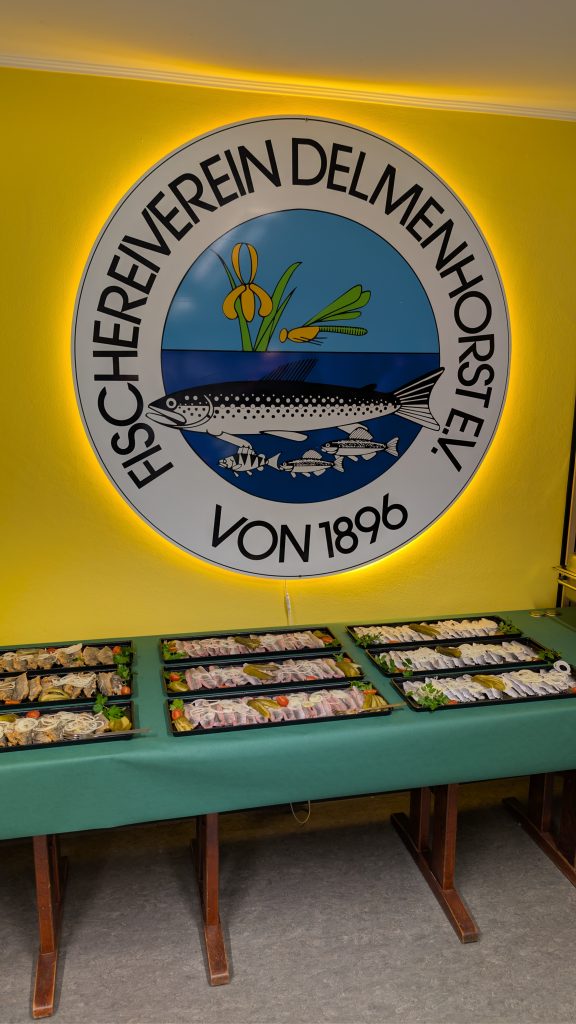 FISCHEREIVEREIN DELMENHORST E.V.
VON 1896